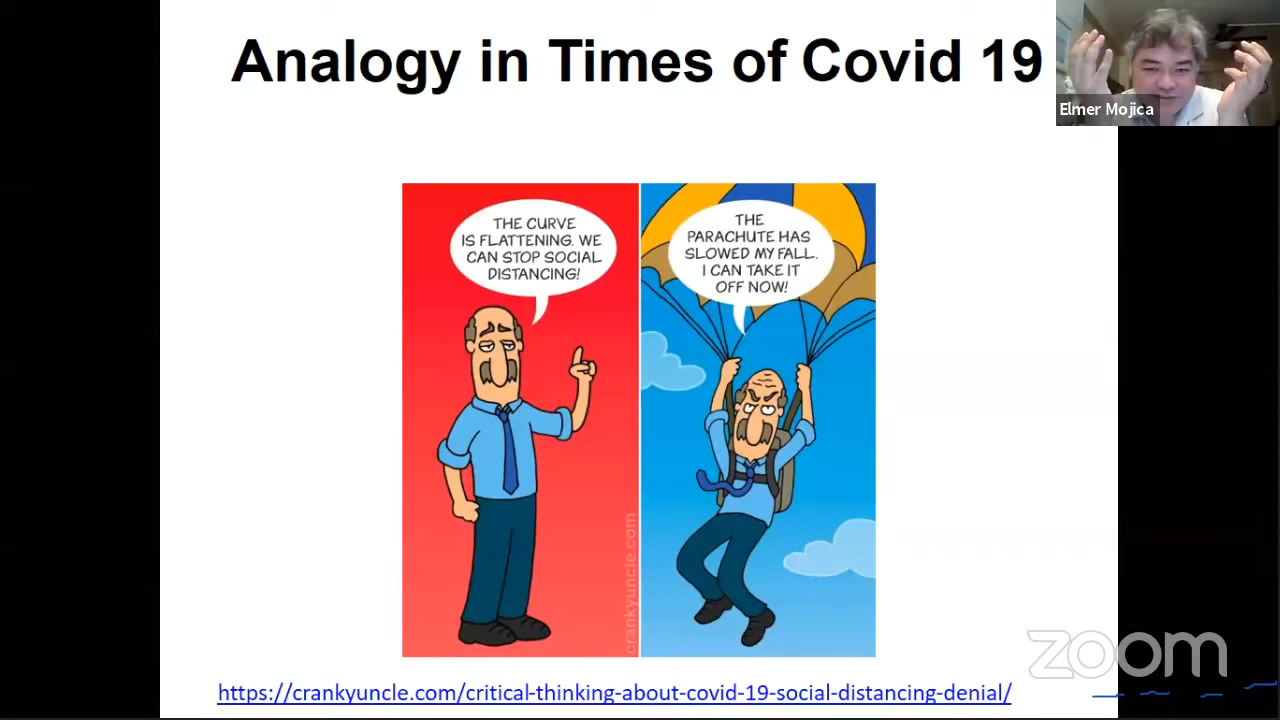 Analogy in Times of Covid 19
Elmer Mojica
THE CURVE
IS FLATTENING. WE
CAN STOP SOCIAL
DISTANCING!
THE
PARACHUTE HAS
SLOWED MY FALL.
I CAN TAKE IT
OFF NOW!
crankyuncle.com
zoom
https://crankyuncle.com/critical-thinking-about-covid-19-social-distancing-denial/